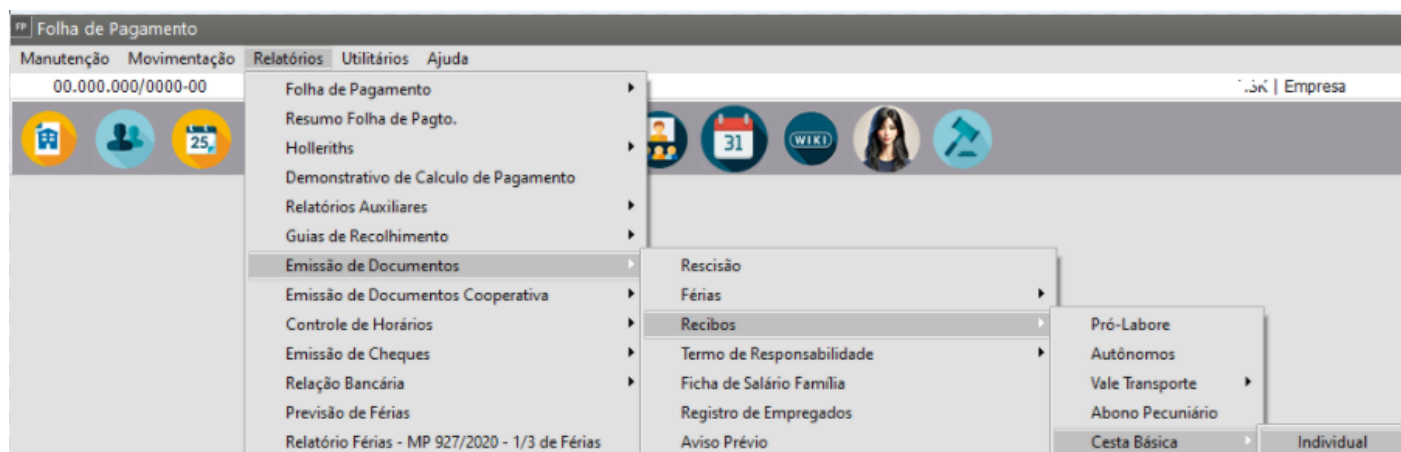 FP Folha de Pagamento
Manutenção Movimentação Relatórios Utilitários Ajuda
00.000.000/0000-00
| Empresa
25
31
WIKI
Folha de Pagamento
Resumo Folha de Pagto.
Holleriths
Demonstrativo de Calculo de Pagamento
Relatórios Auxiliares
Guias de Recolhimento
Emissão de Documentos
Emissão de Documentos Cooperativa
Controle de Horários
Emissão de Cheques
Relação Bancária
Previsão de Férias
Relatório Férias - MP 927/2020 - 1/3 de Férias
Rescisão
Férias
Recibos
Termo de Responsabilidade
Ficha de Salário Família
Registro de Empregados
Aviso Prévio
Pró-Labore
Autônomos
Vale Transporte
Abono Pecuniário
Cesta Básica
Individual